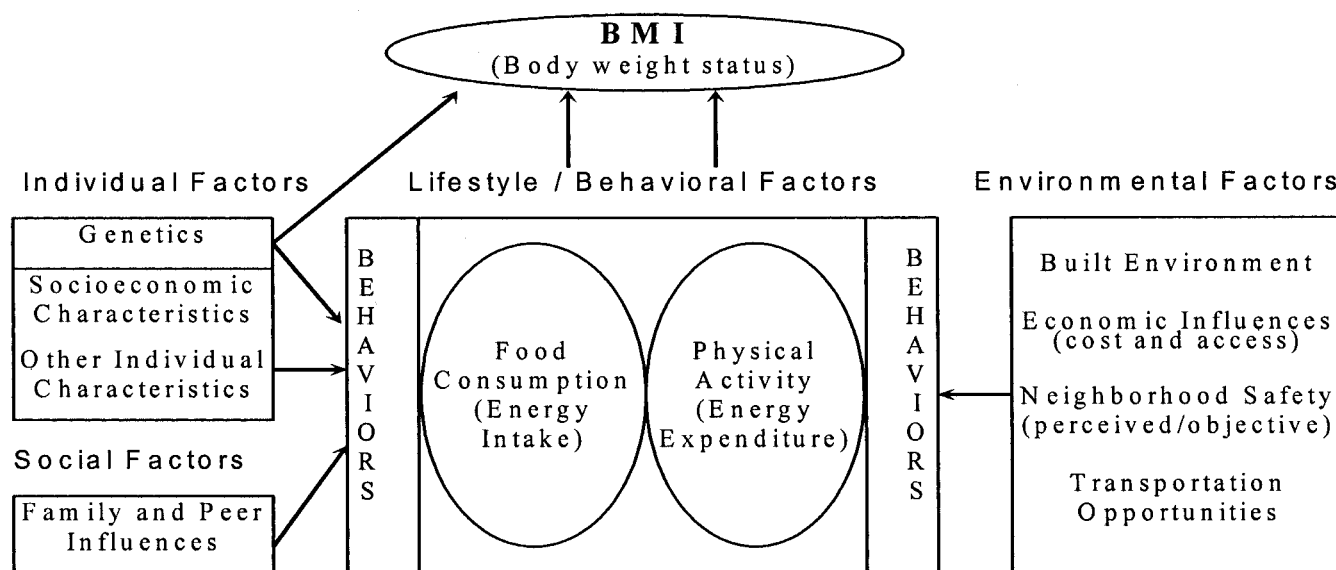 BMI
(Body weight status)
Individual Factors
Lifestyle / Behavioral Factors
Environmental Factors
Genetics
Socioeconomic
Characteristics
Other Individual
Characteristics
Social Factors
Family and Peer
Influences
BEHAVIORS
Food
Consumption
(Energy
Intake)
Physical
Activity
(Energy
Expenditure)
BEHAVIORS
Built Environment
Economic Influences
(cost and access)
Neighborhood Safety
(perceived/objective)
Transportation
Opportunities